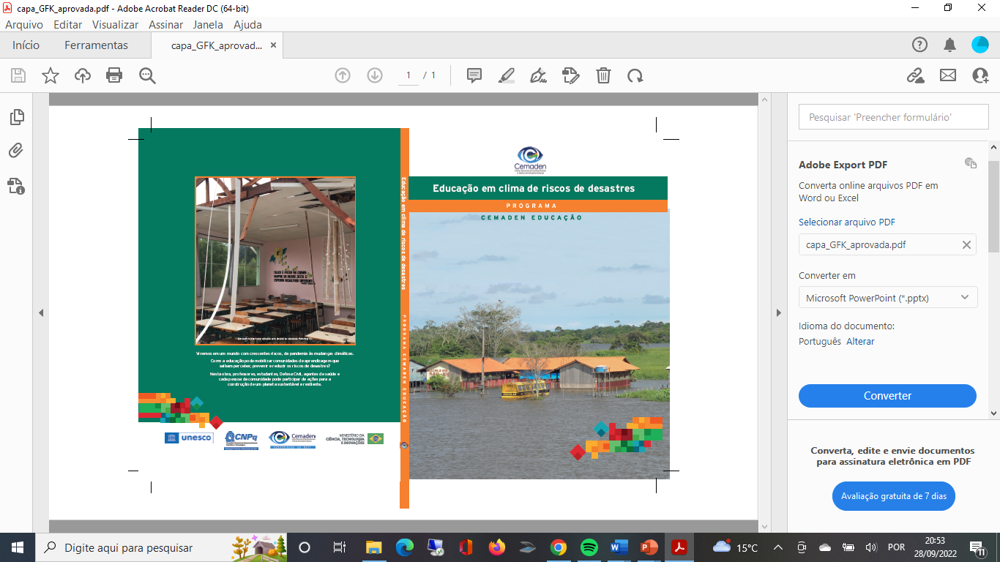 capa_GFK_aprovada.pdf - Adobe Acrobat Reader DC (64-bit)
Arquivo Editar Visualizar Assinar Janela Ajuda
Início Ferramentas capa_GFK_aprovad... ×
1 / 1
Pesquisar 'Preencher formulário'
Adobe Export PDF
Converta online arquivos PDF em
Word ou Excel
Selecionar arquivo PDF
capa_GFK_aprovada.pdf
Converter em
Microsoft PowerPoint (*.pptx)
Idioma do documento:
Português Alterar
Converter
Converta, edite e envie documentos
para assinatura eletrônica em PDF
Avaliação gratuita de 7 dias
Vivemos em um mundo com crescentes riscos, da pandemia às mudanças climáticas.
Como a educação pode mobilizar comunidades de aprendizagem que
saibam perceber, prevenir e reduzir os riscos de desastres?
Nesta obra, professores, estudantes, Defesa Civil, agentes de saúde e
cada pessoa da comunidade pode participar de ações para a
construção de um planeta sustentável e resiliente.
unesco
CNPq
Cemaden
MINISTÉRIO DA
CIÊNCIA, TECNOLOGIA
E INOVAÇÕES
Educação em clima de riscos de desastres
PROGRAMA CEMADEN EDUCAÇÃO
Cemaden
Educação em clima de riscos de desastres
PROGRAMA
CEMADEN EDUCAÇÃO
ESCOLAR
Digite aqui para pesquisar
15°C
POR
20:53
28/09/2022
11